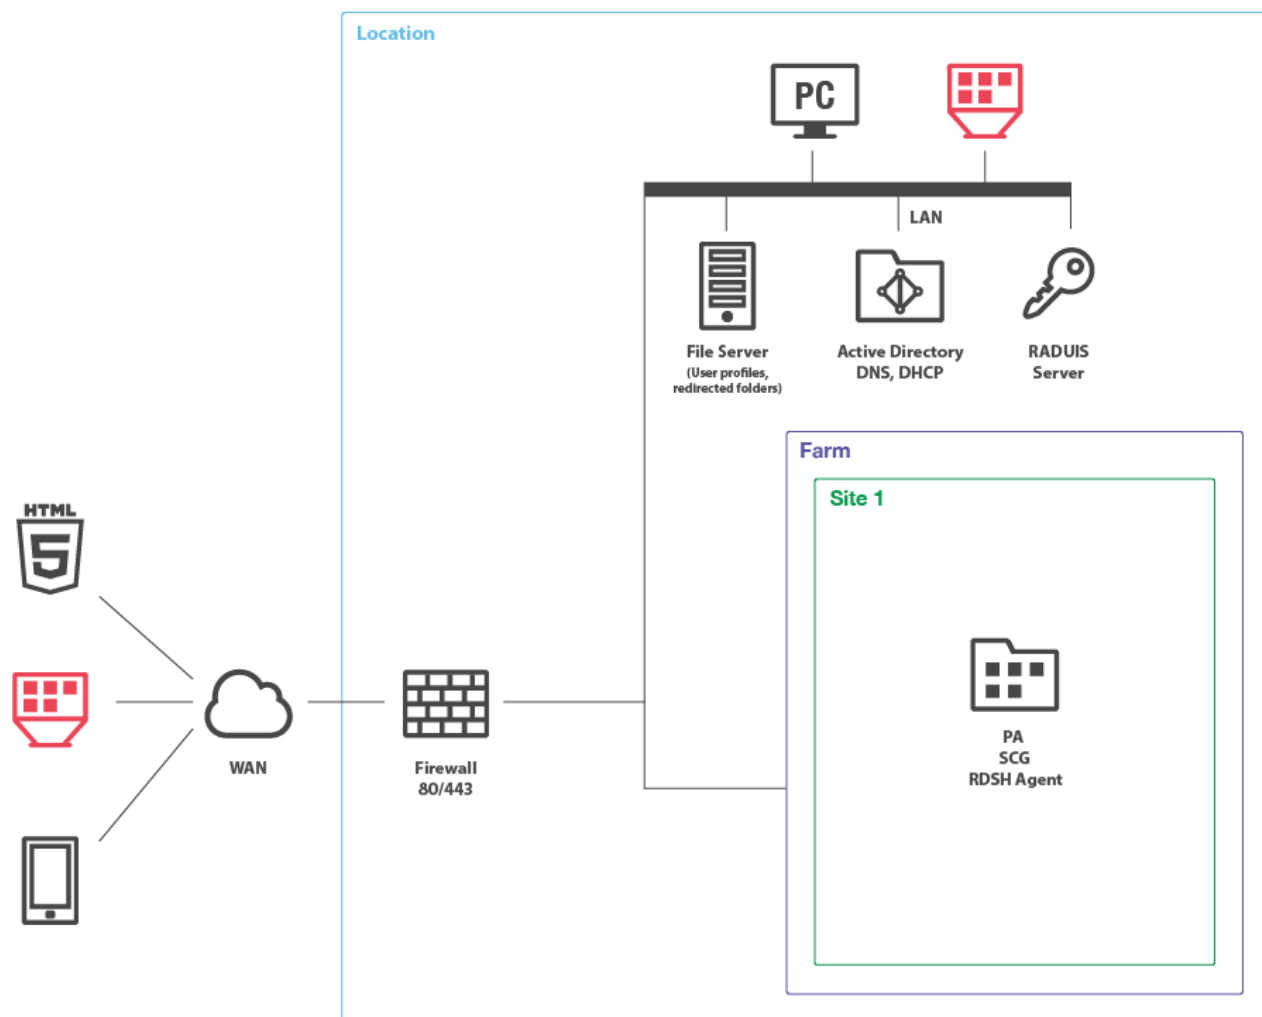 Location
PC
LAN
File Server
(User profiles,
redirected folders)
Active Directory
DNS, DHCP
RADUIS
Server
Farm
Site 1
HTML
5
WAN
Firewall
80/443
PA
SCG
RDSH Agent